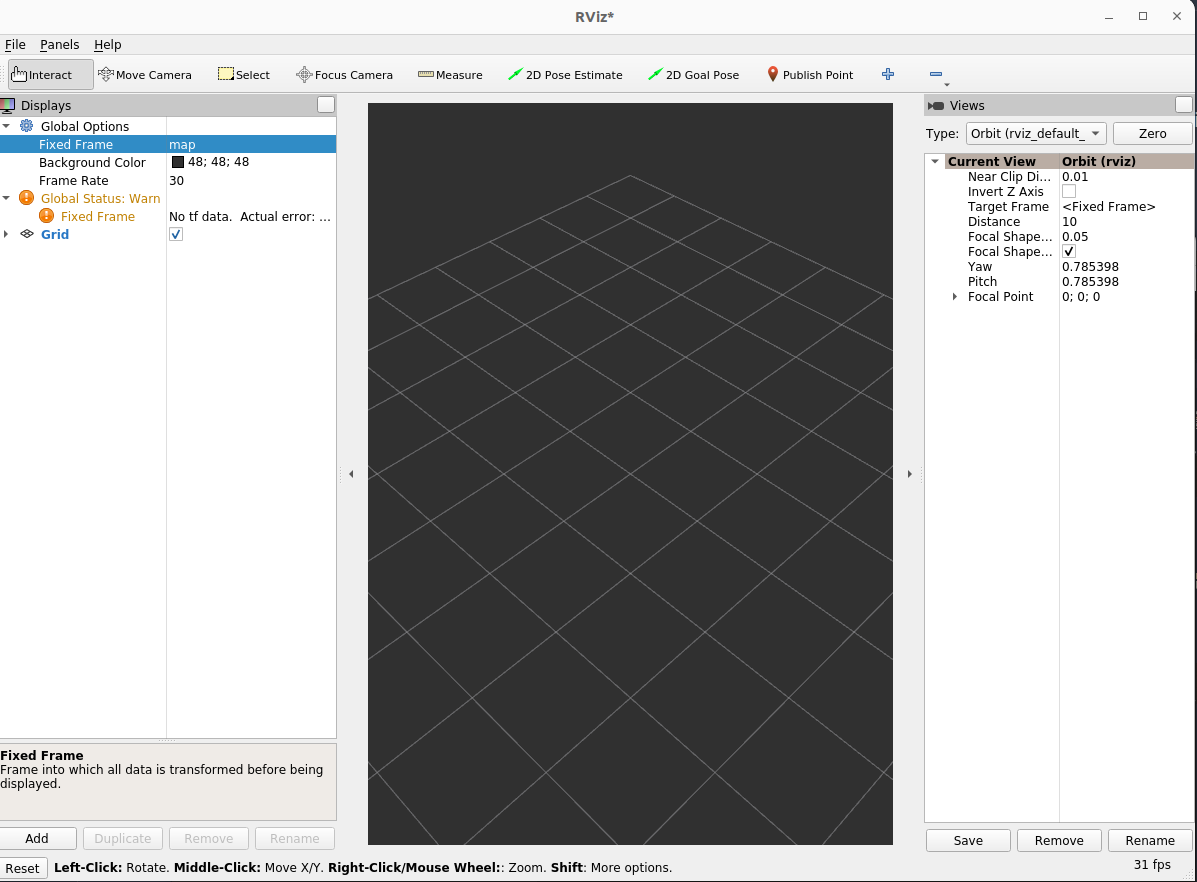 RViz*
File Panels Help
Interact Move Camera Select Focus Camera Measure 2D Pose Estimate 2D Goal Pose Publish Point
Displays
Global Options
Fixed Frame map
Background Color 48; 48; 48
Frame Rate 30
Global Status: Warn
Fixed Frame No tf data. Actual error: ...
Grid
Fixed Frame
Frame into which all data is transformed before being
displayed.
Add Duplicate Remove Rename
Views
Type: Orbit (rviz_default_ Zero
Current View Orbit (rviz)
Near Clip Di... 0.01
Invert Z Axis
Target Frame <Fixed Frame>
Distance 10
Focal Shape... 0.05
Focal Shape...
Yaw 0.785398
Pitch 0.785398
Focal Point 0; 0; 0
Save Remove Rename
Reset Left-Click: Rotate. Middle-Click: Move X/Y. Right-Click/Mouse Wheel:: Zoom. Shift: More options.
31 fps